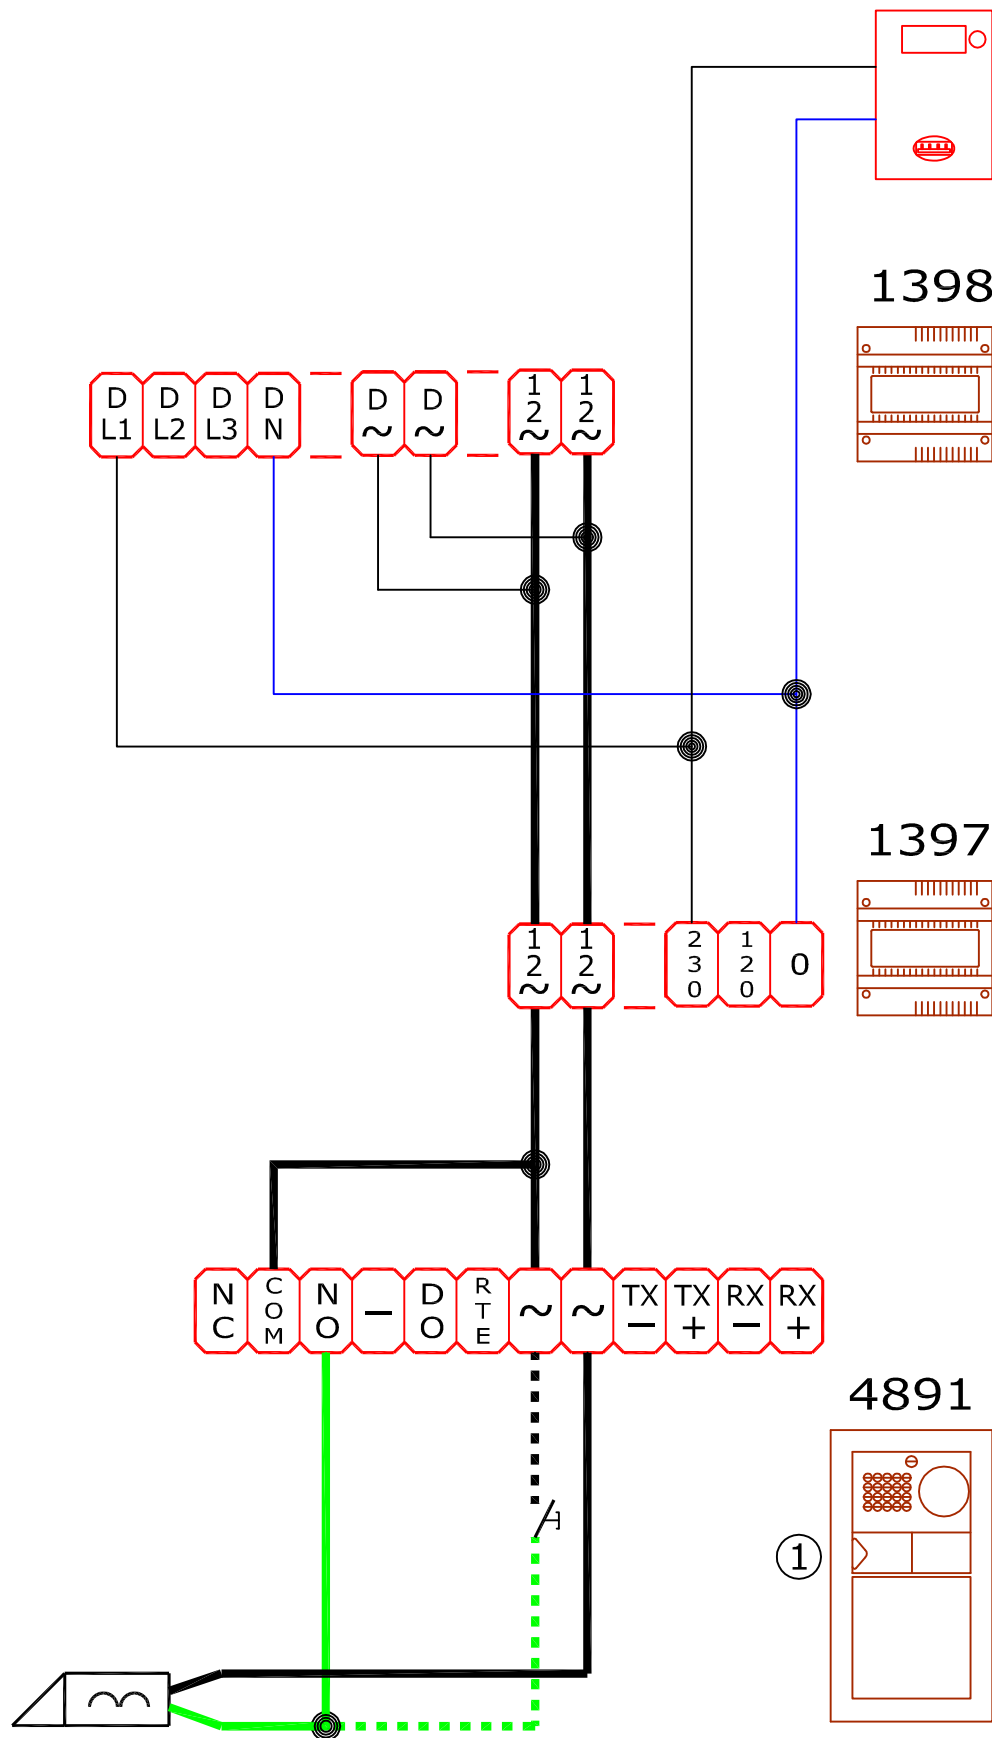 1398
D L1
D L2
D L3
D N
D ~
D ~
12~
12~
1397
12~
12~
230
120
0
NC
COM
NO
—
DO
RTE
~
~
TX —
TX +
RX —
RX +
4891
1